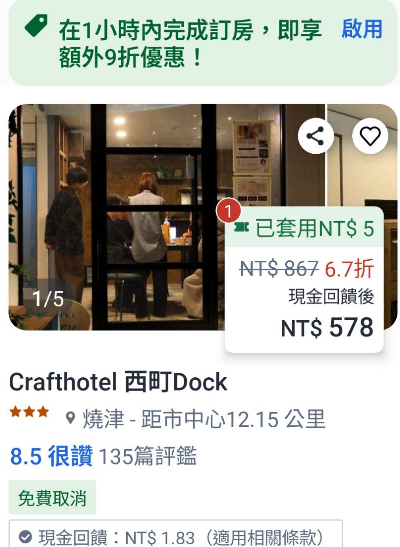 在1小時內完成訂房，即享 啟用
額外9折優惠！
1
已套用NT$ 5
NT$ 867 6.7折
現金回饋後
NT$ 578
1/5
Crafthotel 西町Dock
燒津 - 距市中心12.15 公里
8.5 很讚 135篇評鑑
免費取消
現金回饋：NT$ 1.83（適用相關條款）